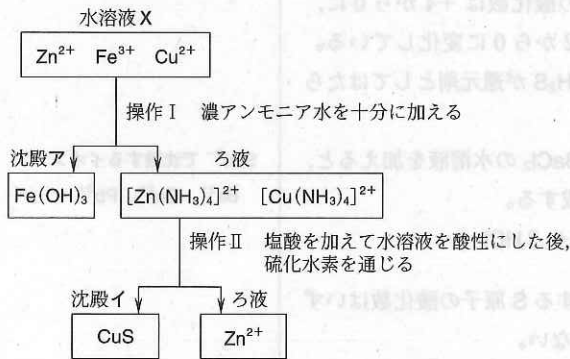 水溶液X
Zn²⁺ Fe³⁺ Cu²⁺
操作Ⅰ 濃アンモニア水を十分に加える
沈殿ア ろ液
Fe(OH)₃ [Zn(NH₃)₄]²⁺ [Cu(NH₃)₄]²⁺
操作Ⅱ 塩酸を加えて水溶液を酸性にした後,
硫化水素を通じる
沈殿イ ろ液
CuS Zn²⁺